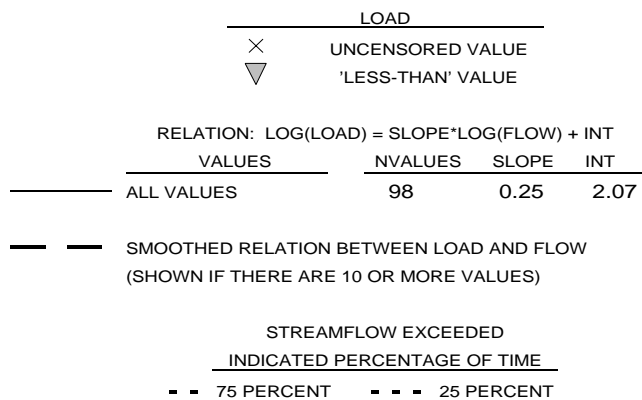 LOAD
UNCENSORED VALUE
'LESS-THAN' VALUE
RELATION: LOG(LOAD) = SLOPE*LOG(FLOW) + INT
VALUES NVALUES SLOPE INT
ALL VALUES 98 0.25 2.07
SMOOTHED RELATION BETWEEN LOAD AND FLOW
(SHOWN IF THERE ARE 10 OR MORE VALUES)
STREAMFLOW EXCEEDED
INDICATED PERCENTAGE OF TIME
75 PERCENT 25 PERCENT